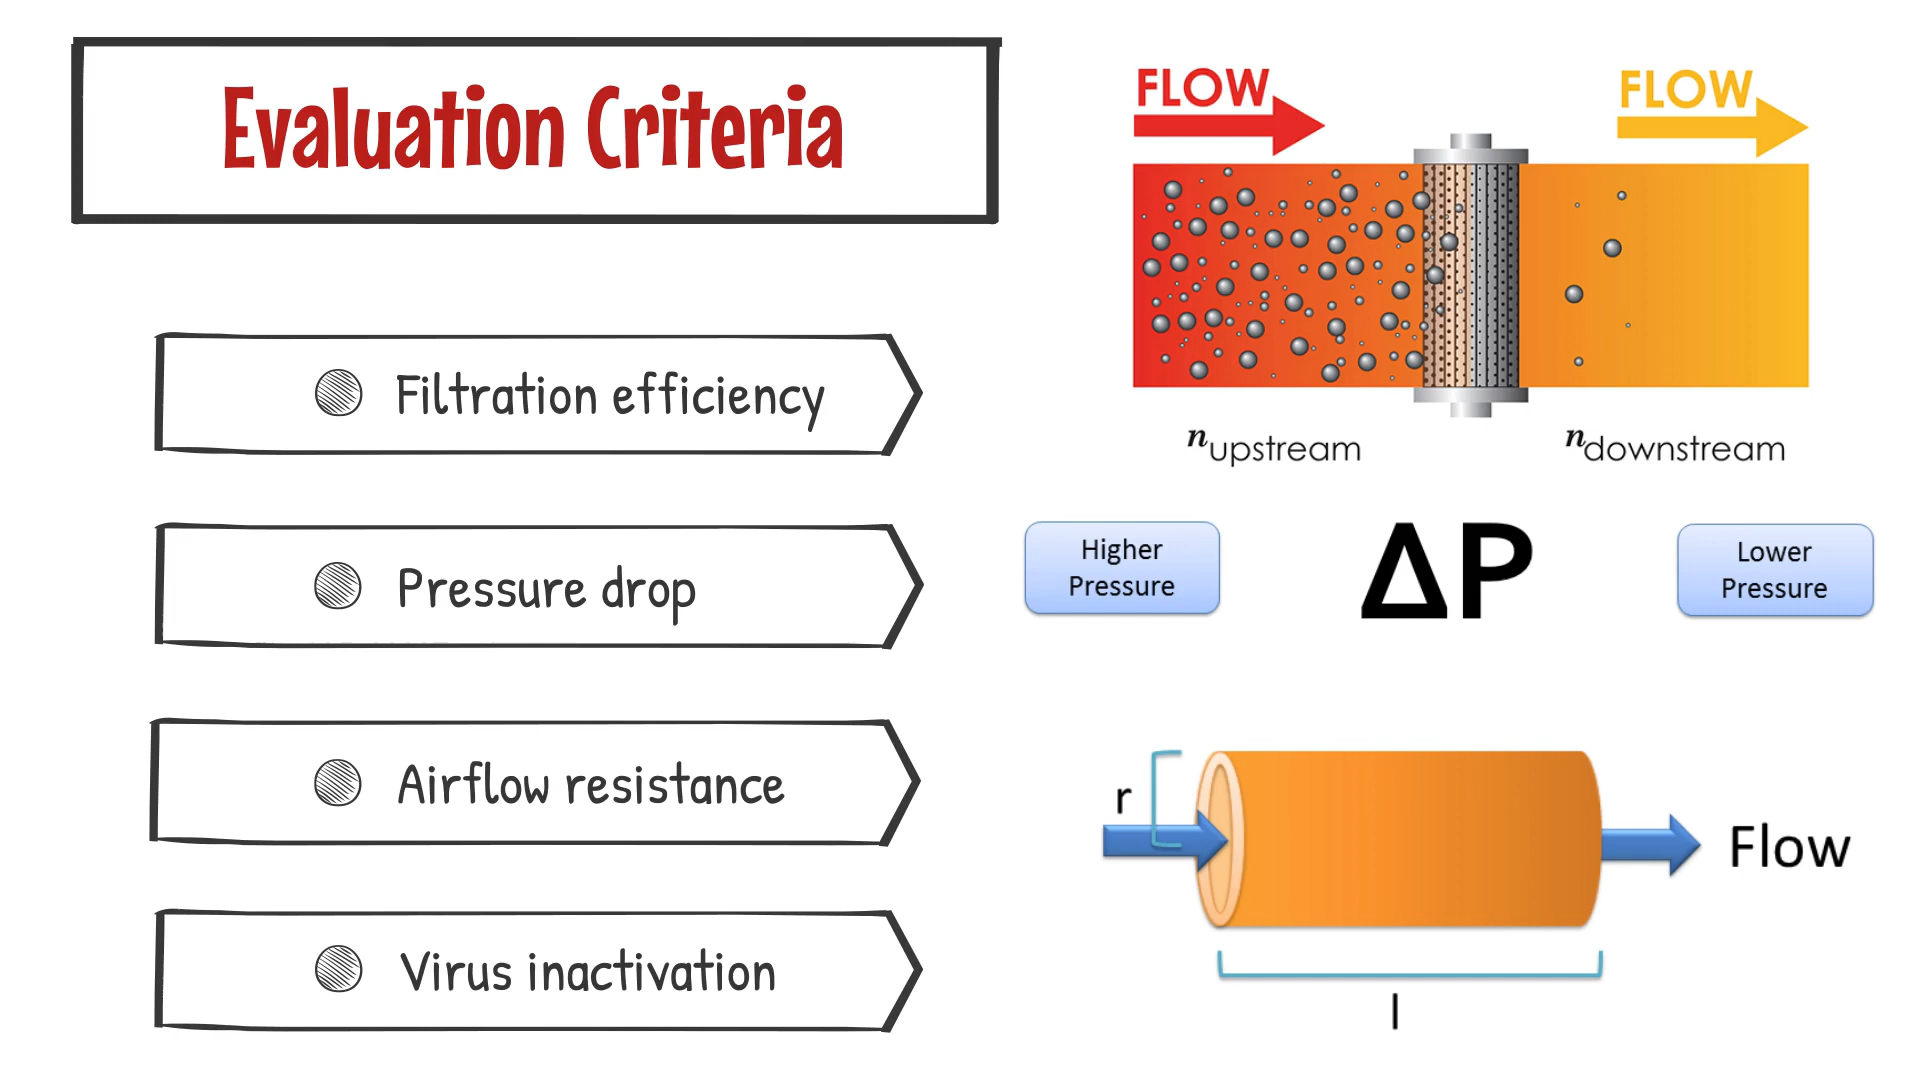 Evaluation Criteria
Filtration efficiency
Pressure drop
Airflow resistance
Virus inactivation
FLOW
FLOW
nupstream
ndownstream
Higher
Pressure
ΔP
Lower
Pressure
r
Flow
l